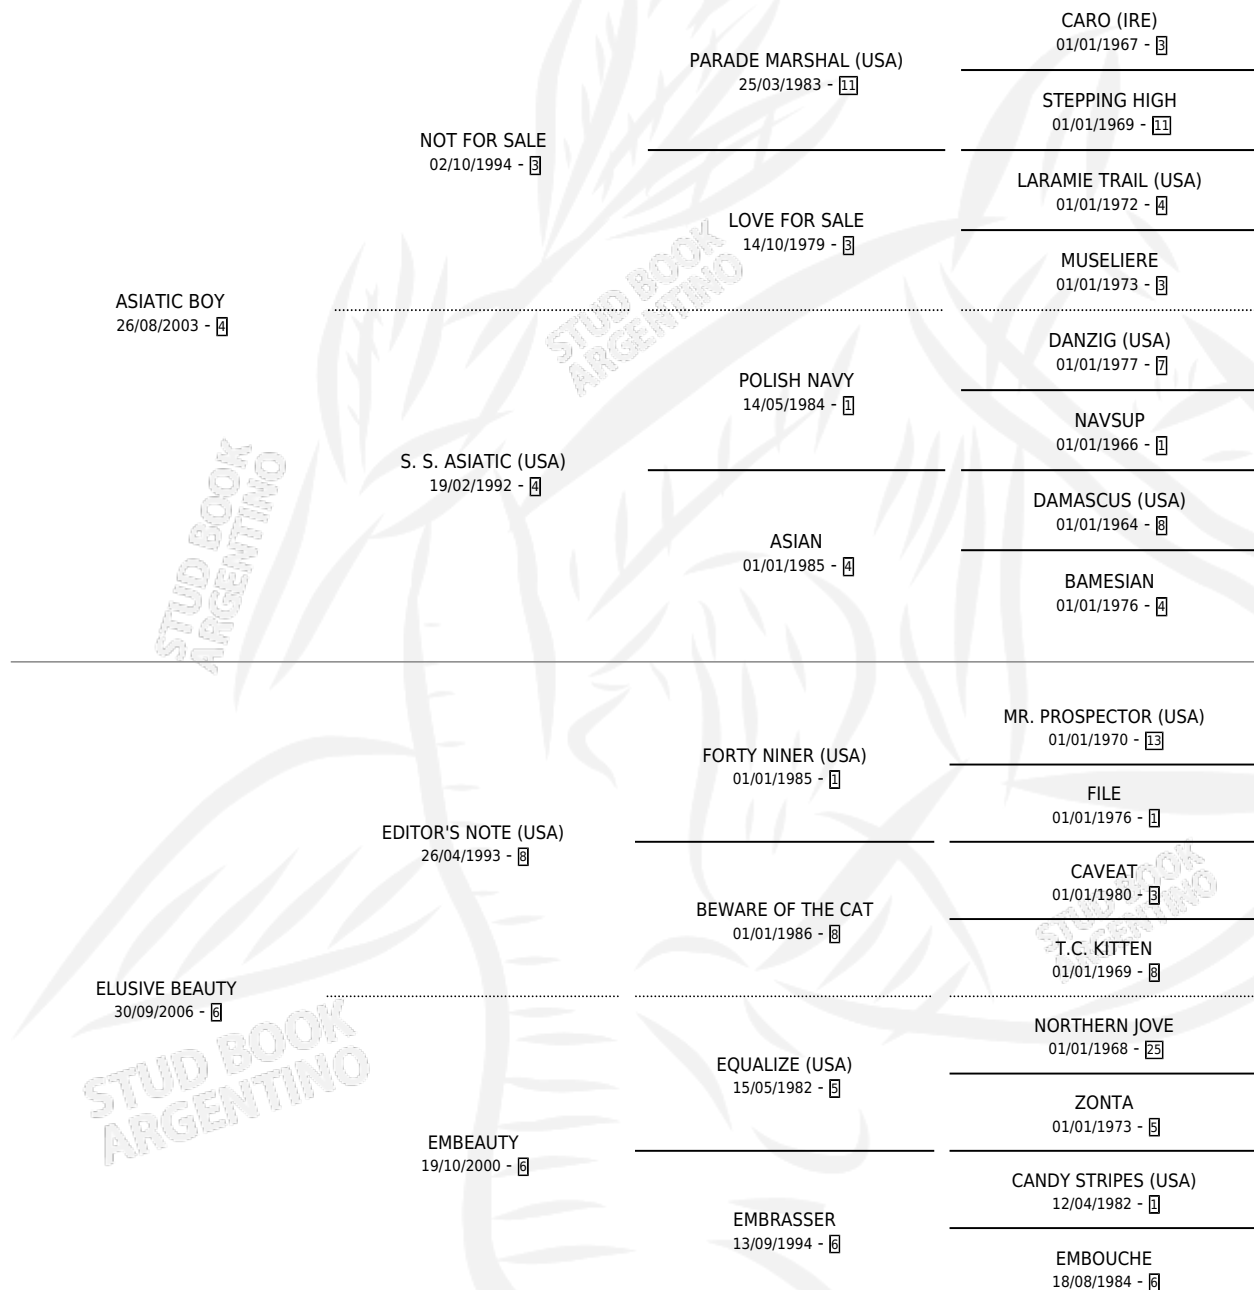 CARO (IRE)
01/01/1967 - 3
PARADE MARSHAL (USA)
25/03/1983 - 11
STEPPING HIGH
01/01/1969 - 11
NOT FOR SALE
02/10/1994 - 3
LARAMIE TRAIL (USA)
01/01/1972 - 4
LOVE FOR SALE
14/10/1979 - 3
MUSELIERE
01/01/1973 - 3
ASIATIC BOY
26/08/2003 - 4
STUD BOOK
ARGENTINO
DANZIG (USA)
01/01/1977 - 7
POLISH NAVY
14/05/1984 - 1
NAVSUP
01/01/1966 - 1
S. S. ASIATIC (USA)
19/02/1992 - 4
DAMASCUS (USA)
01/01/1964 - 8
ASIAN
01/01/1985 - 4
BAMESIAN
01/01/1976 - 4
STUD BOOK
ARGENTINO
MR. PROSPECTOR (USA)
01/01/1970 - 13
FORTY NINER (USA)
01/01/1985 - 1
FILE
01/01/1976 - 1
EDITOR'S NOTE (USA)
26/04/1993 - 8
CAVEAT
01/01/1980 - 3
BEWARE OF THE CAT
01/01/1986 - 8
T.C. KITTEN
01/01/1969 - 8
STUD BOOK
ARGENTINO
ELUSIVE BEAUTY
30/09/2006 - 6
STUD BOOK
ARGENTINO
NORTHERN JOVE
01/01/1968 - 25
EQUALIZE (USA)
15/05/1982 - 5
ZONTA
01/01/1973 - 5
EMBEAUTY
19/10/2000 - 6
CANDY STRIPES (USA)
12/04/1982 - 1
EMBRASSER
13/09/1994 - 6
EMBOUCHE
18/08/1984 - 6